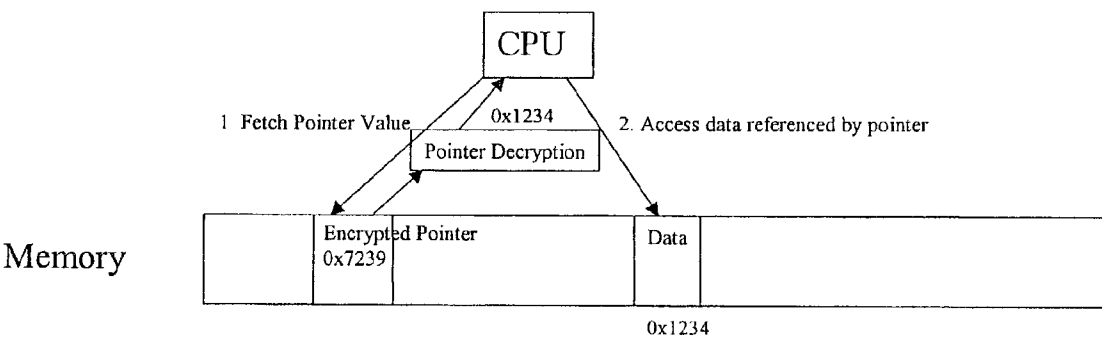 CPU
1 Fetch Pointer Value
0x1234
2. Access data referenced by pointer
Pointer Decryption
Memory
Encrypted Pointer
0x7239
Data
0x1234